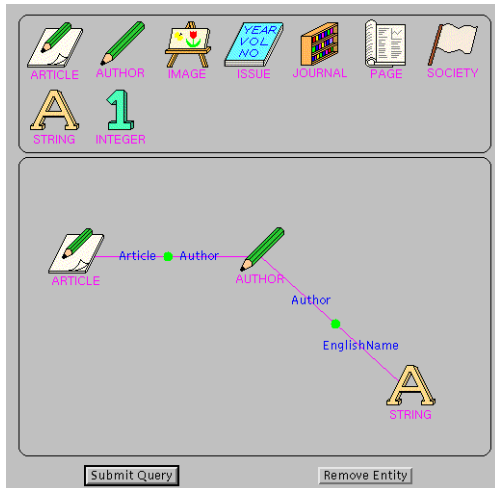 YEAR
VOL
NO
ARTICLE AUTHOR IMAGE ISSUE JOURNAL PAGE SOCIETY
A 1
STRING INTEGER
Article Author
ARTICLE AUTHOR
Author
EnglishName
A
STRING
Submit Query Remove Entity